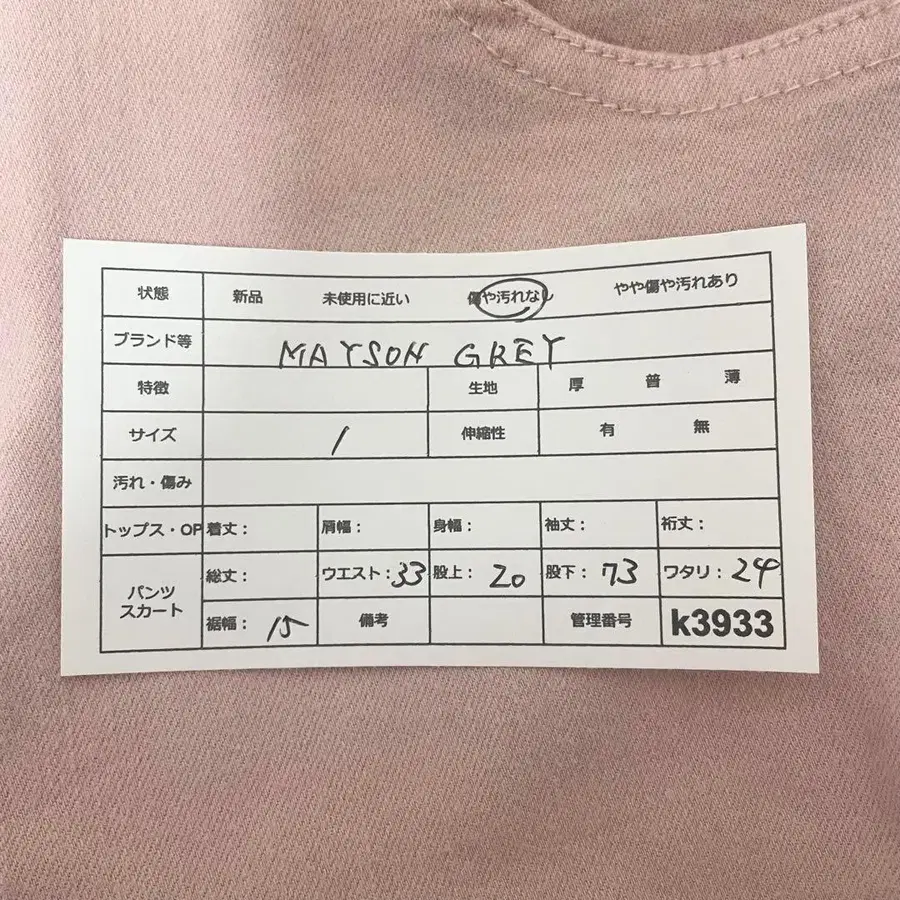 状態 新品 未使用に近い 傷や汚れなし やや傷や汚れあり
ブランド等 MAYSON GREY
特徴 生地 厚 普 薄
サイズ 1 伸縮性 有 無
汚れ・傷み
トップス・OP 着丈： 肩幅： 身幅： 袖丈： 裄丈：
パンツ スカート 総丈： ウエスト：33 股上：20 股下：73 ワタリ：24
裾幅：15 備考 管理番号 k3933